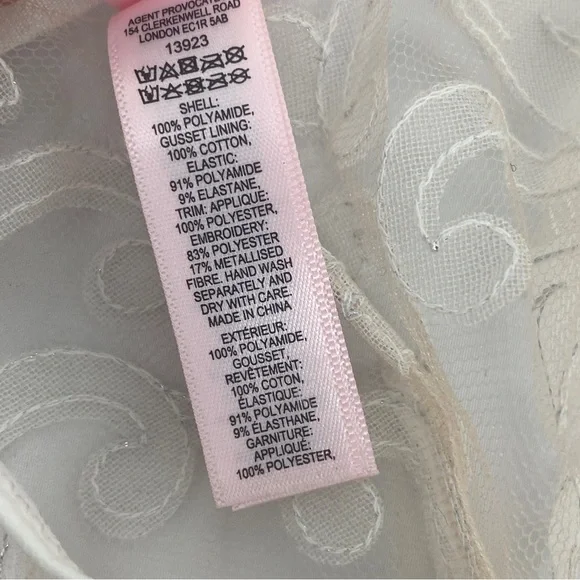 AGENT PROVOCAT
154 CLERKENWELL ROAD
LONDON EC1R 5AB
13923
SHELL:
100% POLYAMIDE,
GUSSET LINING:
100% COTTON,
ELASTIC:
91% POLYAMIDE
9% ELASTANE,
TRIM: APPLIQUE:
100% POLYESTER,
EMBROIDERY:
83% POLYESTER
17% METALLISED
FIBRE. HAND WASH
SEPARATELY AND
DRY WITH CARE.
MADE IN CHINA
EXTÉRIEUR:
100% POLYAMIDE,
GOUSSET,
REVÊTEMENT:
100% COTON,
ÉLASTIQUE:
91% POLYAMIDE
9% ÉLASTHANE,
GARNITURE:
APPLIQUÉ:
100% POLYESTER,